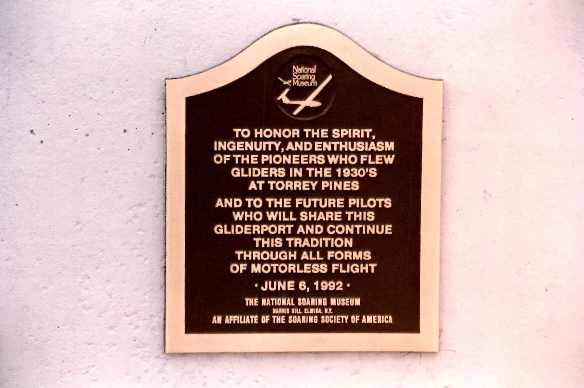 National
Soaring
Museum
TO HONOR THE SPIRIT,
INGENUITY, AND ENTHUSIASM
OF THE PIONEERS WHO FLEW
GLIDERS IN THE 1930'S
AT TORREY PINES
AND TO THE FUTURE PILOTS
WHO WILL SHARE THIS
GLIDERPORT AND CONTINUE
THIS TRADITION
THROUGH ALL FORMS
OF MOTORLESS FLIGHT
· JUNE 6, 1992 ·
THE NATIONAL SOARING MUSEUM
HARRIS HILL, ELMIRA, N.Y.
AN AFFILIATE OF THE SOARING SOCIETY OF AMERICA